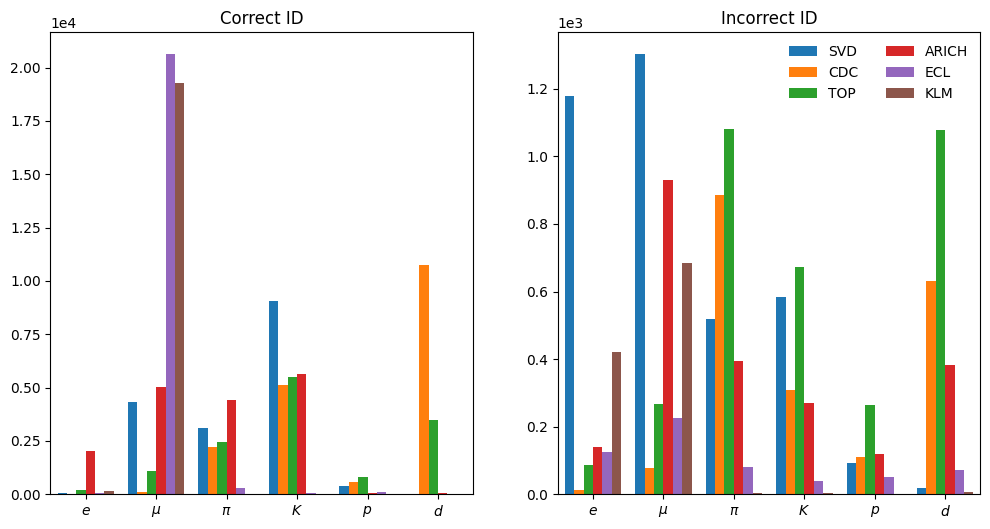 Correct ID
1e4
2.00
1.75
1.50
1.25
1.00
0.75
0.50
0.25
0.00
e μ π K p d
Incorrect ID
1e3
1.2
1.0
0.8
0.6
0.4
0.2
0.0
SVD ARICH
CDC ECL
TOP KLM
e μ π K p d